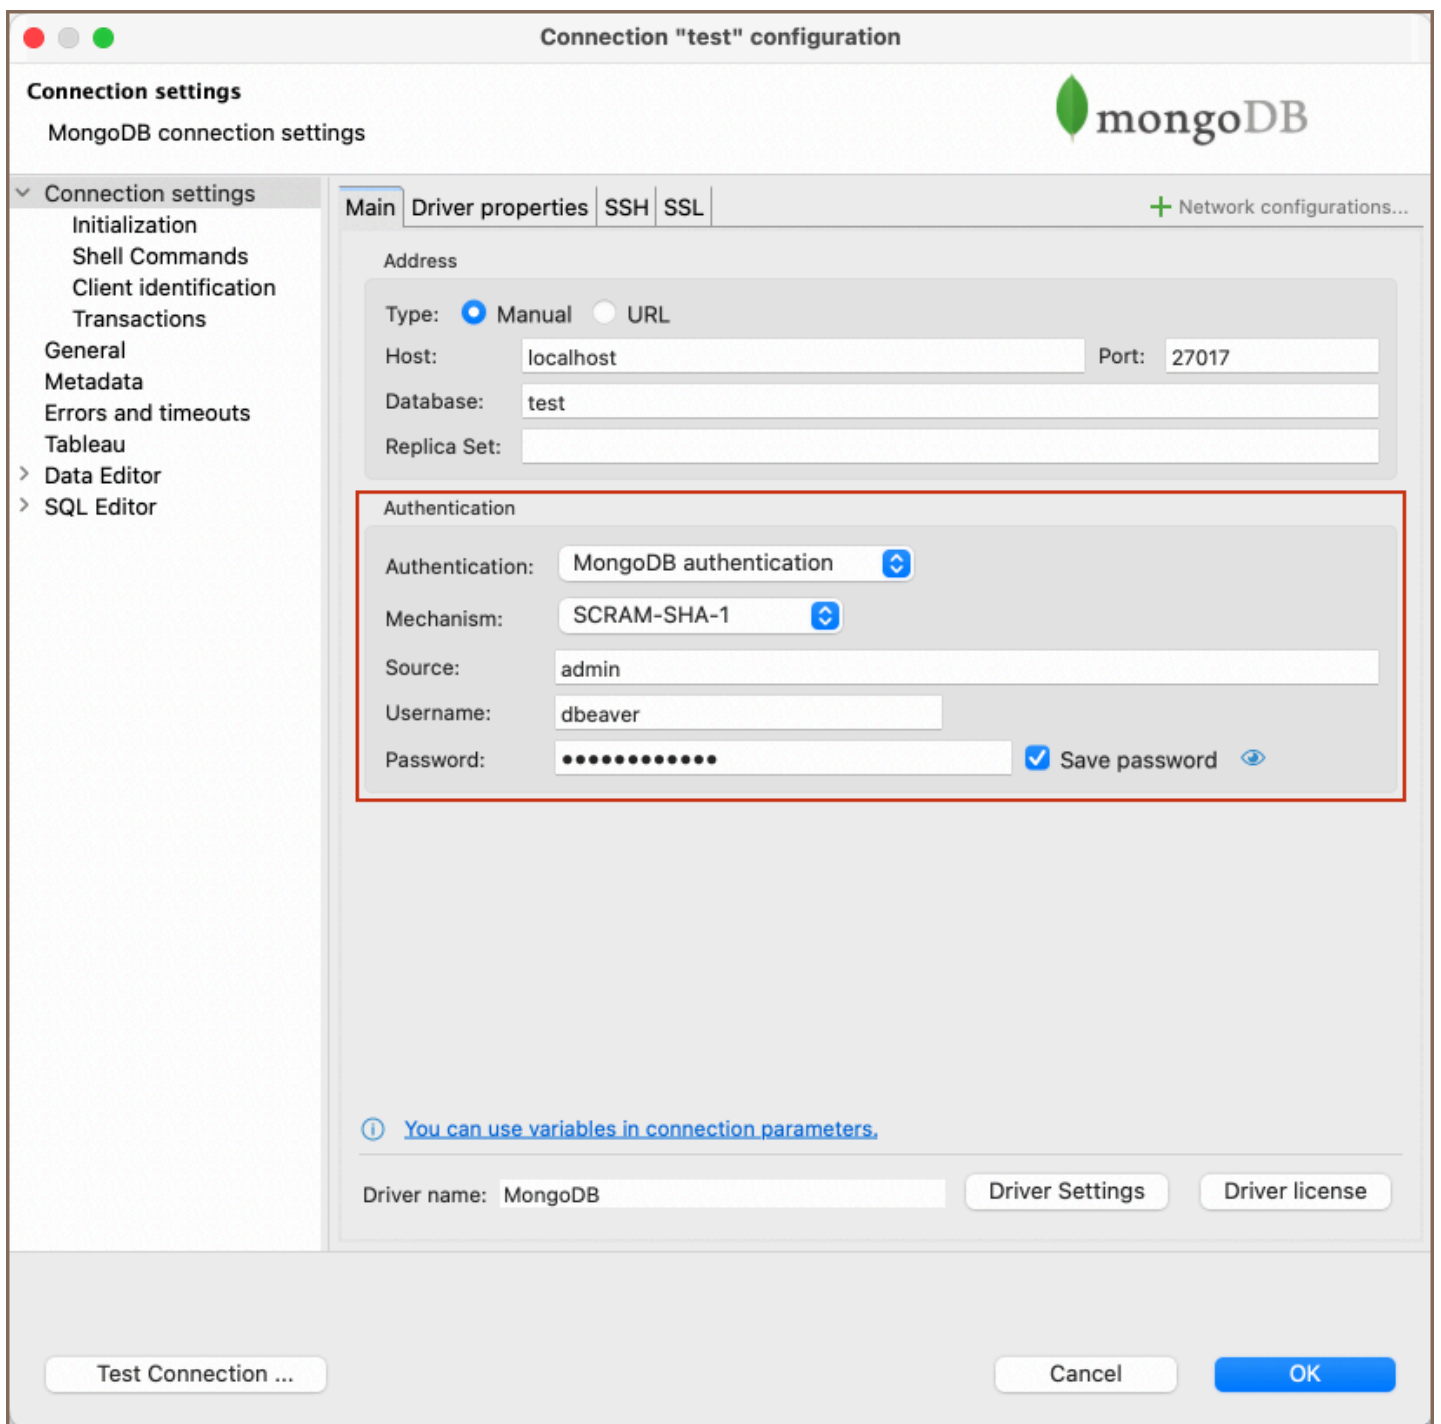 Connection "test" configuration
Connection settings
MongoDB connection settings
mongoDB
Connection settings
Initialization
Shell Commands
Client identification
Transactions
General
Metadata
Errors and timeouts
Tableau
Data Editor
SQL Editor
Main Driver properties SSH SSL Network configurations...
Address
Type: Manual URL
Host: localhost Port: 27017
Database: test
Replica Set:
Authentication
Authentication: MongoDB authentication
Mechanism: SCRAM-SHA-1
Source: admin
Username: dbeaver
Password: •••••••••••• Save password
You can use variables in connection parameters.
Driver name: MongoDB Driver Settings Driver license
Test Connection ... Cancel OK